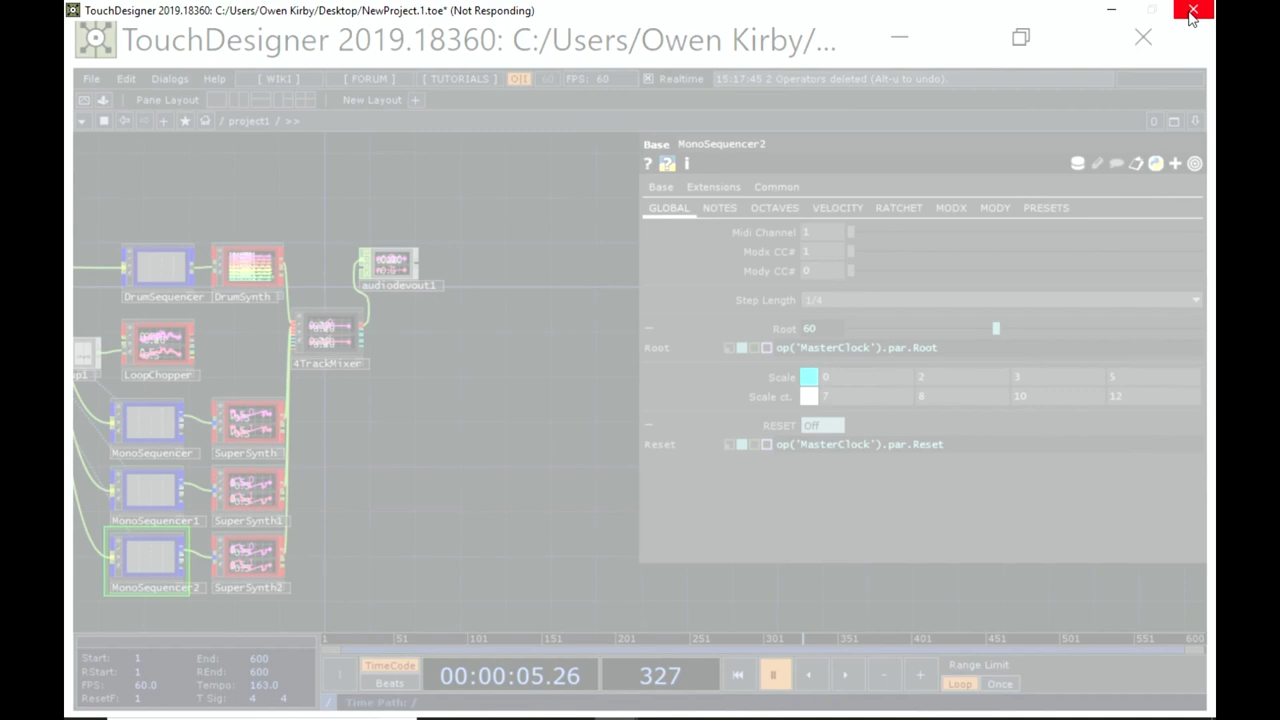 TouchDesigner 2019.18360: C:/Users/Owen Kirby/Desktop/NewProject.1.toe* (Not Responding)
TouchDesigner 2019.18360: C:/Users/Owen Kirby/...
File Edit Dialogs Help [ WIKI ] [ FORUM ] [ TUTORIALS ] O|I 60 FPS: 60 Realtime 15:17:45 2 Operators deleted (Alt-u to undo).
Pane Layout New Layout +
/ project1 / >>
Base MonoSequencer2
? ? i
Base Extensions Common
GLOBAL NOTES OCTAVES VELOCITY RATCHET MODX MODY PRESETS
Midi Channel 1
Modx CC# 1
Mody CC# 0
Step Length 1/4
Root 60
Root op('MasterClock').par.Root
Scale 0 2 3 5
Scale ct. 7 8 10 12
RESET Off
Reset op('MasterClock').par.Reset
audiodevout1
DrumSequencer DrumSynth
4TrackMixer
p1 LoopChopper
MonoSequencer SuperSynth
MonoSequencer1 SuperSynth1
MonoSequencer2 SuperSynth2
1 51 101 151 201 251 301 351 401 451 501 551 600
Start: 1 End: 600
RStart: 1 REnd: 600
FPS: 60.0 Tempo: 163.0
ResetF: 1 T Sig: 4 4
TimeCode
Beats
00:00:05.26 327
Range Limit
Loop Once
/ Time Path: /